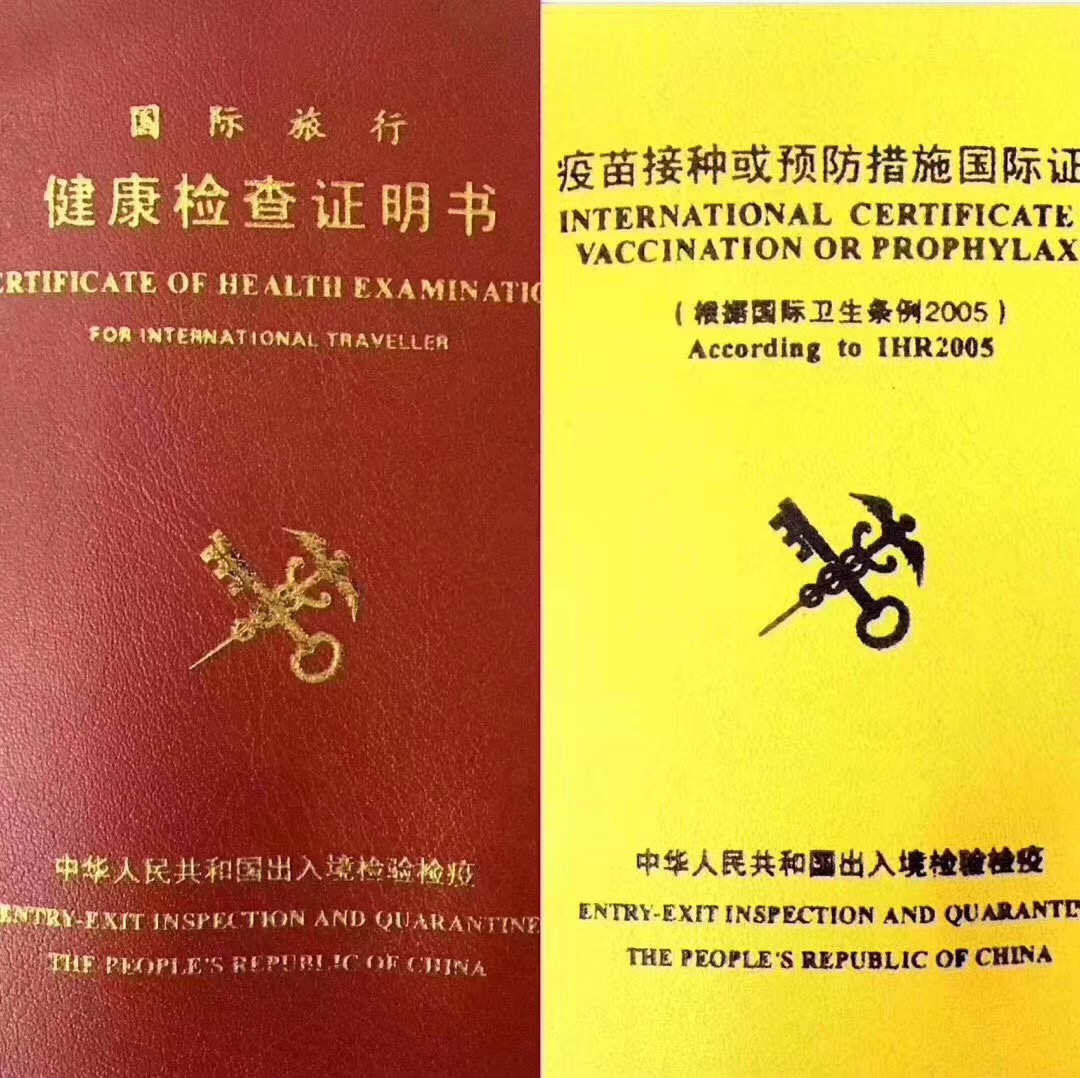 国际旅行
健康检查证明书
ERTIFICATE OF HEALTH EXAMINATIO
FOR INTERNATIONAL TRAVELLER
中华人民共和国出入境检验检疫
ENTRY-EXIT INSPECTION AND QUARANTINE
THE PEOPLE'S REPUBLIC OF CHINA
疫苗接种或预防措施国际证
INTERNATIONAL CERTIFICATE
VACCINATION OR PROPHYLAX
(根据国际卫生条例2005)
According to IHR2005
中华人民共和国出入境检验检疫
ENTRY-EXIT INSPECTION AND QUARANTIN
THE PEOPLE'S REPUBLIC OF CHINA